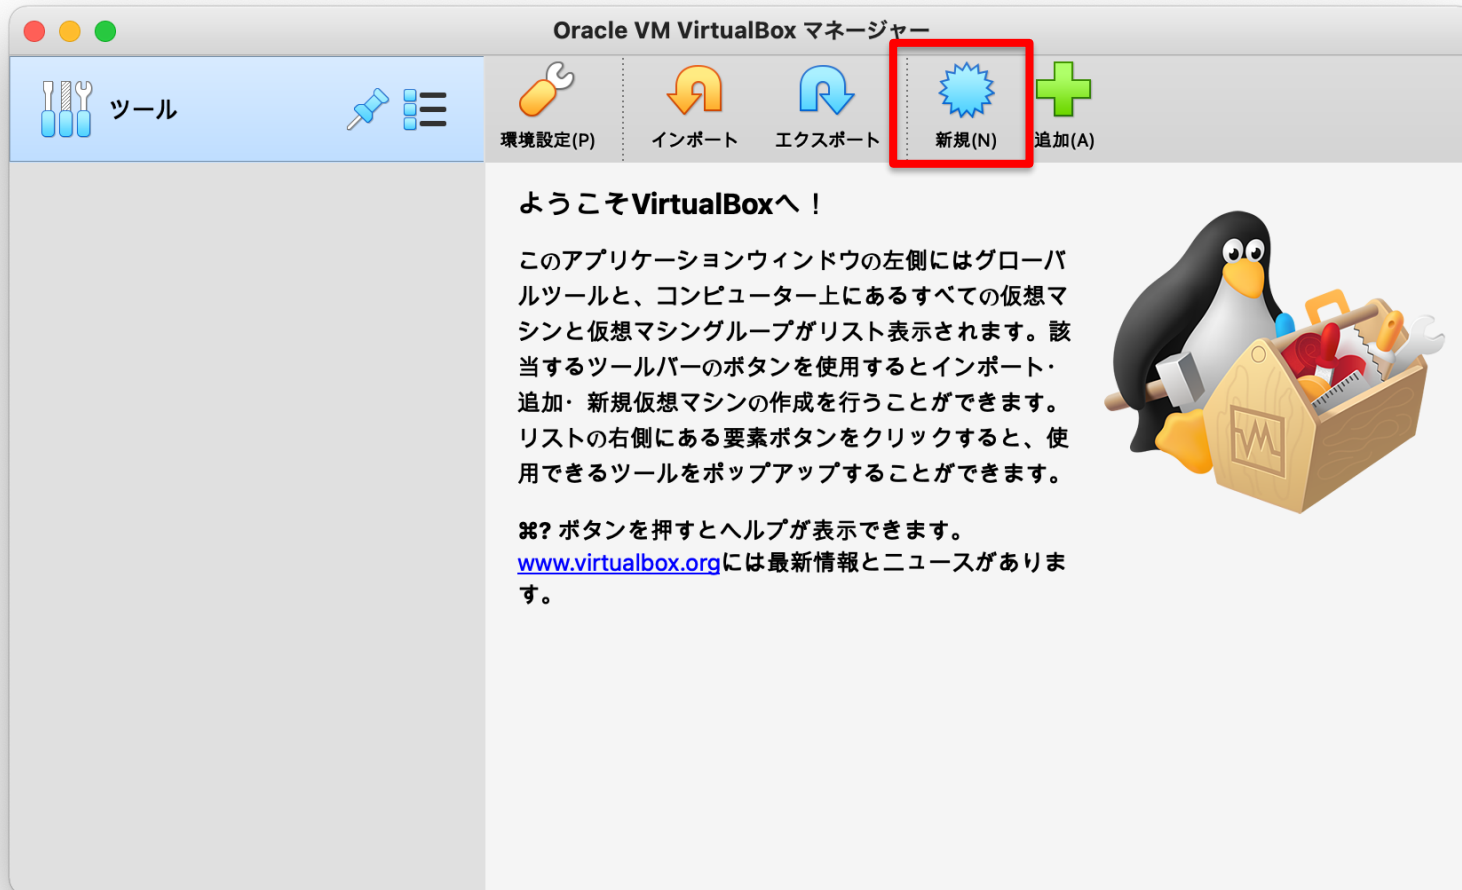 Oracle VM VirtualBox マネージャー
ツール
環境設定(P)
インポート
エクスポート
新規(N)
追加(A)
ようこそVirtualBoxへ！
このアプリケーションウィンドウの左側にはグローバ
ルツールと、コンピューター上にあるすべての仮想マ
シンと仮想マシングループがリスト表示されます。該
当するツールバーのボタンを使用するとインポート·
追加· 新規仮想マシンの作成を行うことができます。
リストの右側にある要素ボタンをクリックすると、使
用できるツールをポップアップすることができます。
⌘? ボタンを押すとヘルプが表示できます。
www.virtualbox.orgには最新情報とニュースがありま
す。